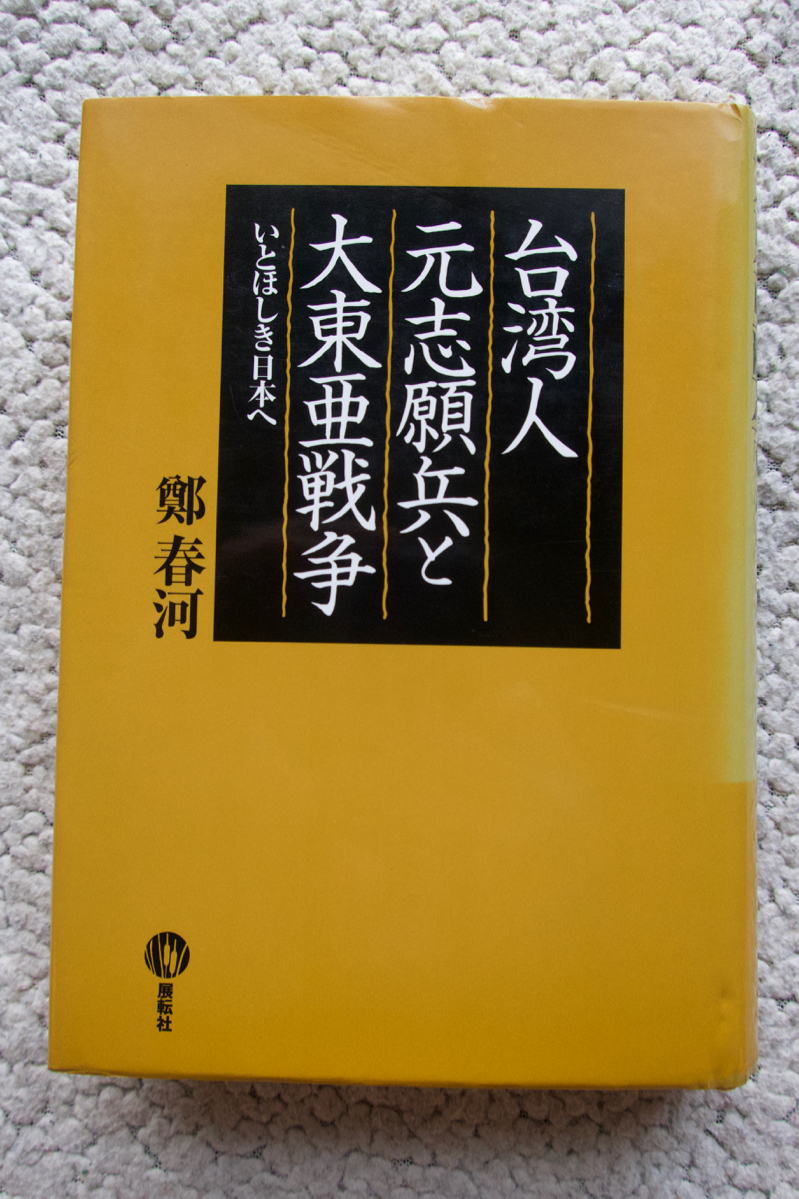 台湾人
元志願兵と
大東亜戦争
いとほしき日本へ
鄭春河
展転社